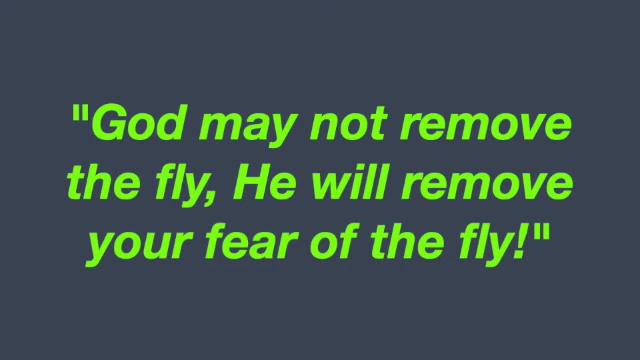 "God may not remove
the fly, He will remove
your fear of the fly!"